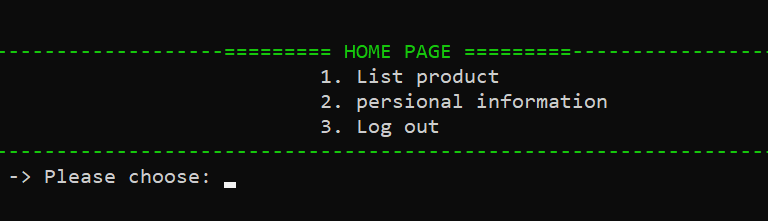 -------------------========= HOME PAGE =========-----------------
1. List product
2. persional information
3. Log out
----------------------------------------------------------------
-> Please choose: